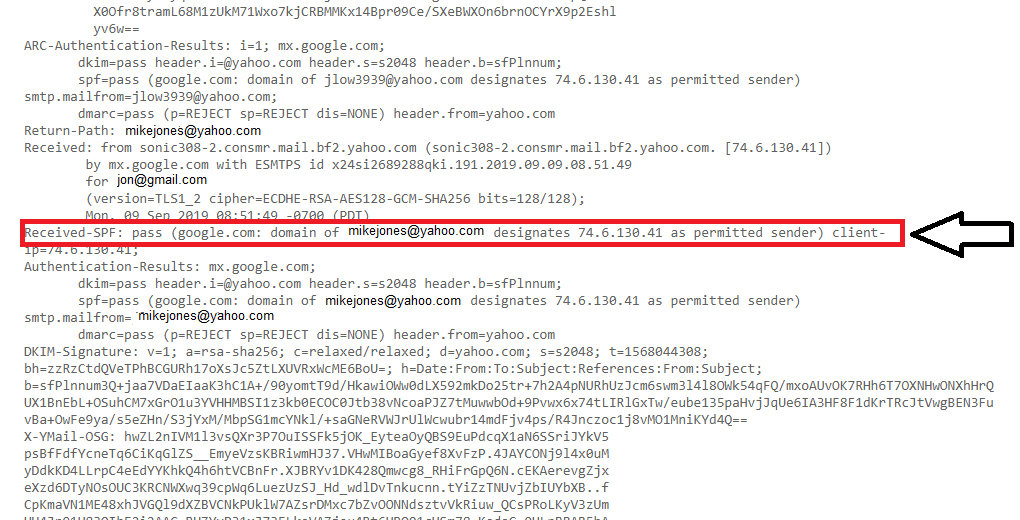 X0Ofr8tramL68M1zUkM71Wxo7kjCRBMMKx14Bpr09Ce/SXeBWXOn6brnOCYrX9p2Eshl
yv6w==
ARC-Authentication-Results: i=1; mx.google.com;
dkim=pass header.i=@yahoo.com header.s=s2048 header.b=sfPlnnum;
spf=pass (google.com: domain of jlow3939@yahoo.com designates 74.6.130.41 as permitted sender)
smtp.mailfrom=jlow3939@yahoo.com;
dmarc=pass (p=REJECT sp=REJECT dis=NONE) header.from=yahoo.com
Return-Path: mikejones@yahoo.com
Received: from sonic308-2.consmr.mail.bf2.yahoo.com (sonic308-2.consmr.mail.bf2.yahoo.com. [74.6.130.41])
by mx.google.com with ESMTPS id x24si2689288qki.191.2019.09.09.08.51.49
for jon@gmail.com
(version=TLS1_2 cipher=ECDHE-RSA-AES128-GCM-SHA256 bits=128/128);
Mon, 09 Sep 2019 08:51:49 -0700 (PDT)
Received-SPF: pass (google.com: domain of mikejones@yahoo.com designates 74.6.130.41 as permitted sender) client-
ip=74.6.130.41;
Authentication-Results: mx.google.com;
dkim=pass header.i=@yahoo.com header.s=s2048 header.b=sfPlnnum;
spf=pass (google.com: domain of mikejones@yahoo.com designates 74.6.130.41 as permitted sender)
smtp.mailfrom= mikejones@yahoo.com
dmarc=pass (p=REJECT sp=REJECT dis=NONE) header.from=yahoo.com
DKIM-Signature: v=1; a=rsa-sha256; c=relaxed/relaxed; d=yahoo.com; s=s2048; t=1568044308;
bh=zzRzCtdQVeTPhBCGURh17oXsJc5ZtLXUVRxWcME6BoU=; h=Date:From:To:Subject:References:From:Subject;
b=sfPlnnum3Q+jaa7VDaEIaaK3hC1A+/90yomtT9d/HkawiOWw0dLX592mkDo25tr+7h2A4pNURhUzJcm6swm3l4l8OWk54qFQ/mxoAUvOK7RHh6T7OXNHwONXhHrQ
UX1BnEbL+OSuhCM7xGrO1u3YVHHMBSI1z3kb0ECOC0Jtb38vNcoaPJZ7tMuwwbOd+9Pvwx6x74tLIRlGxTw/eube135paHvjJqUe6IA3HF8F1dKrTRcJtVwgBEN3Fu
vBa+OwFe9ya/s5eZHn/S3jYxM/MbpSG1mcYNkl/+saGNeRVWJrUlWcwubr14mdFjv4ps/R4Jnczoc1j8vMO1MniKYd4Q==
X-YMail-OSG: hwZL2nIVM1l3vsQXr3P7OuISSFk5jOK_EyteaOyQBS9EuPdcqX1aN6SSriJYkV5
psBfFdfYcneTq6CiKqGlZS__EmyeVzsKBRiwmHJ37.VHwMIBoaGyef8XvFzP.4JAYCONj9l4x0uM
yDdkKD4LLrpC4eEdYYKhkQ4h6htVCBnFr.XJBRYv1DK428Qmwcg8_RHiFrGpQ6N.cEKAerevgZjx
eXzd6DTyNOsOUC3KRCNWXwq39cpWq6LuezUzSJ_Hd_wdlDvTnkucnn.tYiZzTNUvjZbIUYbXB..f
CpKmaVN1ME48xhJVGQl9dXZBVCNkPUklW7AZsrDMxc7bZvOONNdsztvVkRiuw_QCsPRoLKyV3zUm